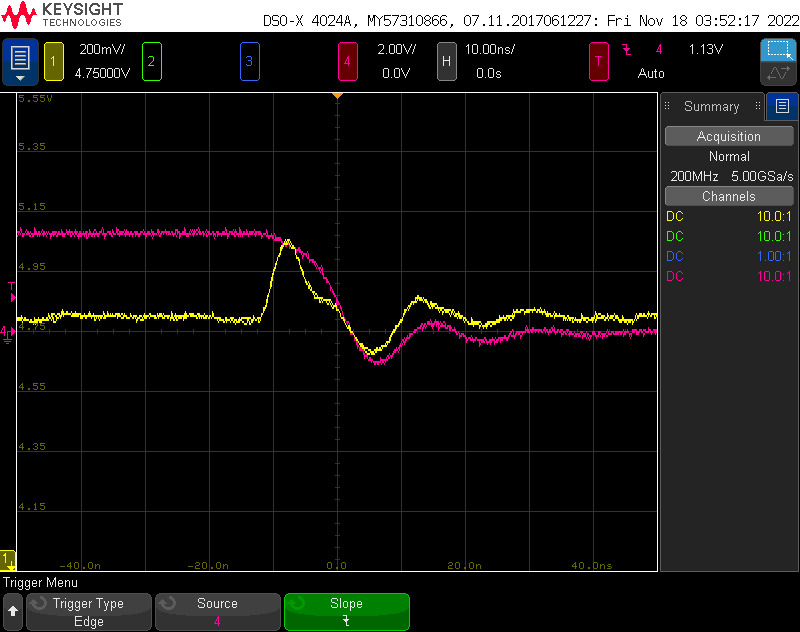 KEYSIGHT
TECHNOLOGIES
DSO-X 4024A, MY57310866, 07.11.2017061227: Fri Nov 18 03:52:17 2022
1 200mV/ 4.75000V 2 3 4 2.00V/ 0.0V H 10.00ns/ 0.0s T 4 1.13V Auto
5.55V
5.35
5.15
4.95
4.75
4.55
4.35
4.15
-40.0n -20.0n 0.0 20.0n 40.0ns
T
4
1
Summary
Acquisition
Normal
200MHz 5.00GSa/s
Channels
DC 10.0:1
DC 10.0:1
DC 1.00:1
DC 10.0:1
Trigger Menu
Trigger Type
Edge
Source
4
Slope